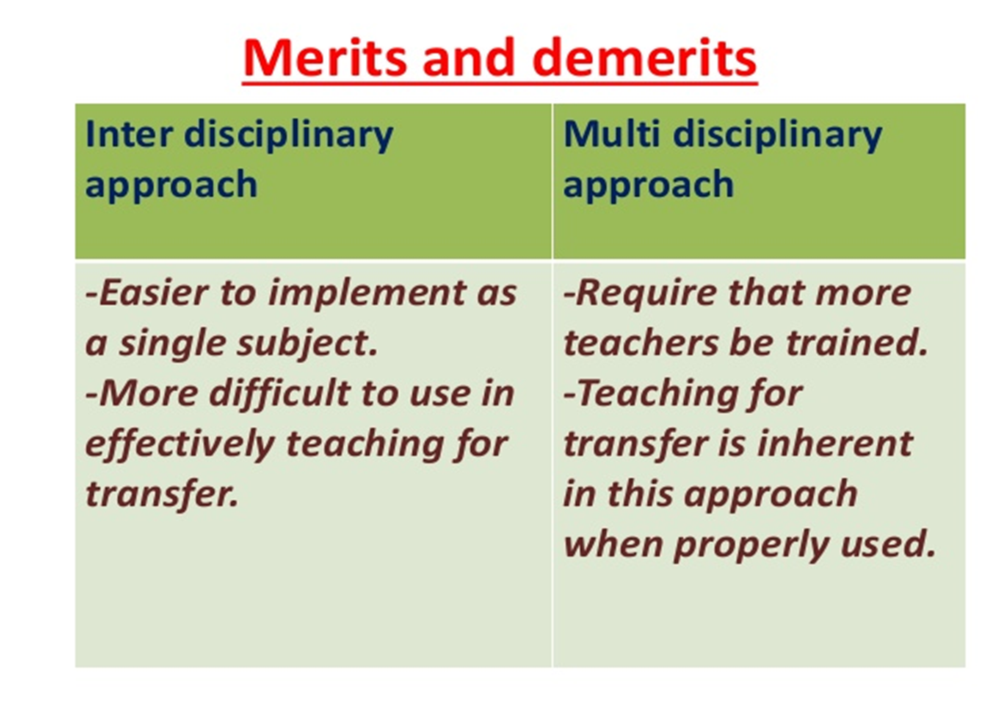 Merits and demerits
Inter disciplinary
approach
Multi disciplinary
approach
-Easier to implement as
a single subject.
-More difficult to use in
effectively teaching for
transfer.
-Require that more
teachers be trained.
-Teaching for
transfer is inherent
in this approach
when properly used.